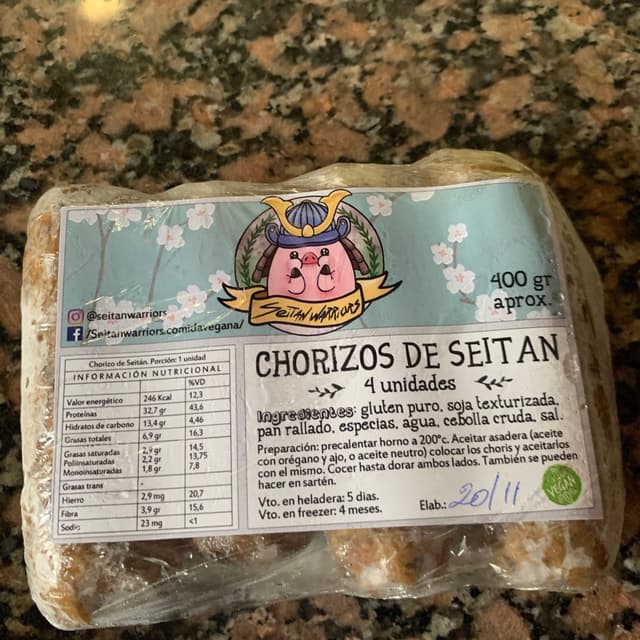 SEITAN WARRIORS
400 gr
aprox.
@seitanwarriors
/Seitanwarriors.comidavegana/
CHORIZOS DE SEITAN
4 unidades
Ingredientes: gluten puro, soja texturizada,
pan rallado, especias, agua, cebolla cruda, sal.
Preparación: precalentar horno a 200°c. Aceitar asadera (aceite
con orégano y ajo, o aceite neutro) colocar los choris y aceitarlos
con el mismo. Cocer hasta dorar ambos lados. También se pueden
hacer en sartén.
Vto. en heladera: 5 dias.
Vto. en freezer: 4 meses.
Elab.: 20/11
VEGAN
Chorizo de Seitán. Porción: 1 unidad
INFORMACIÓN NUTRICIONAL
%VD
Valor energético 246 Kcal 12,3
Proteínas 32,7 gr 43,6
Hidratos de carbono 13,4 gr 4,46
Grasas totales 6,9 gr 16,3
Grasas saturadas 2,9 gr 14,5
Poliinsaturadas 2,2 gr 13,75
Monoinsaturadas 1,8 gr 7,8
Grasas trans -
Hierro 2,9 mg 20,7
Fibra 3,9 gr 15,6
Sodio 23 mg <1